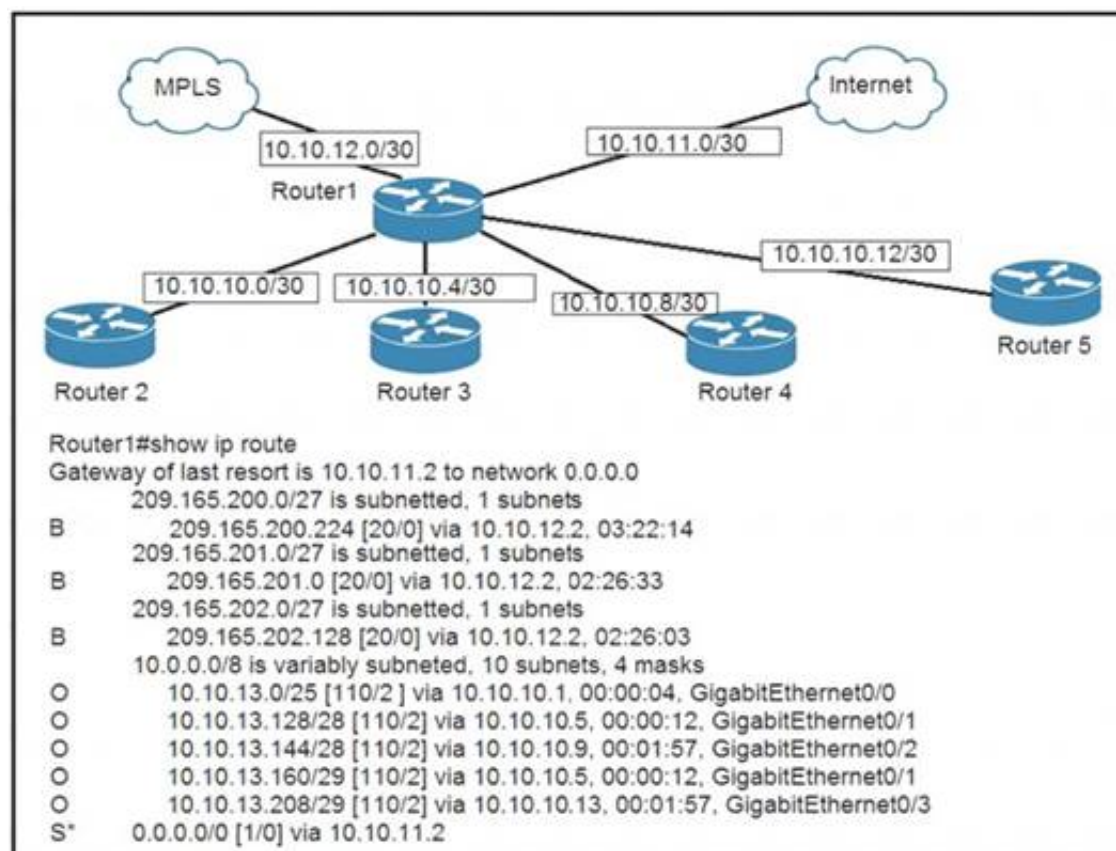 MPLS
Internet
10.10.12.0/30
10.10.11.0/30
Router1
10.10.10.12/30
10.10.10.0/30
10.10.10.4/30
10.10.10.8/30
Router 5
Router 2
Router 3
Router 4
Router1#show ip route
Gateway of last resort is 10.10.11.2 to network 0.0.0.0
209.165.200.0/27 is subnetted, 1 subnets
B 209.165.200.224 [20/0] via 10.10.12.2, 03:22:14
209.165.201.0/27 is subnetted, 1 subnets
B 209.165.201.0 [20/0] via 10.10.12.2, 02:26:33
209.165.202.0/27 is subnetted, 1 subnets
B 209.165.202.128 [20/0] via 10.10.12.2, 02:26:03
10.0.0.0/8 is variably subneted, 10 subnets, 4 masks
O 10.10.13.0/25 [110/2 ] via 10.10.10.1, 00:00:04, GigabitEthernet0/0
O 10.10.13.128/28 [110/2] via 10.10.10.5, 00:00:12, GigabitEthernet0/1
O 10.10.13.144/28 [110/2] via 10.10.10.9, 00:01:57, GigabitEthernet0/2
O 10.10.13.160/29 [110/2] via 10.10.10.5, 00:00:12, GigabitEthernet0/1
O 10.10.13.208/29 [110/2] via 10.10.10.13, 00:01:57, GigabitEthernet0/3
S* 0.0.0.0/0 [1/0] via 10.10.11.2